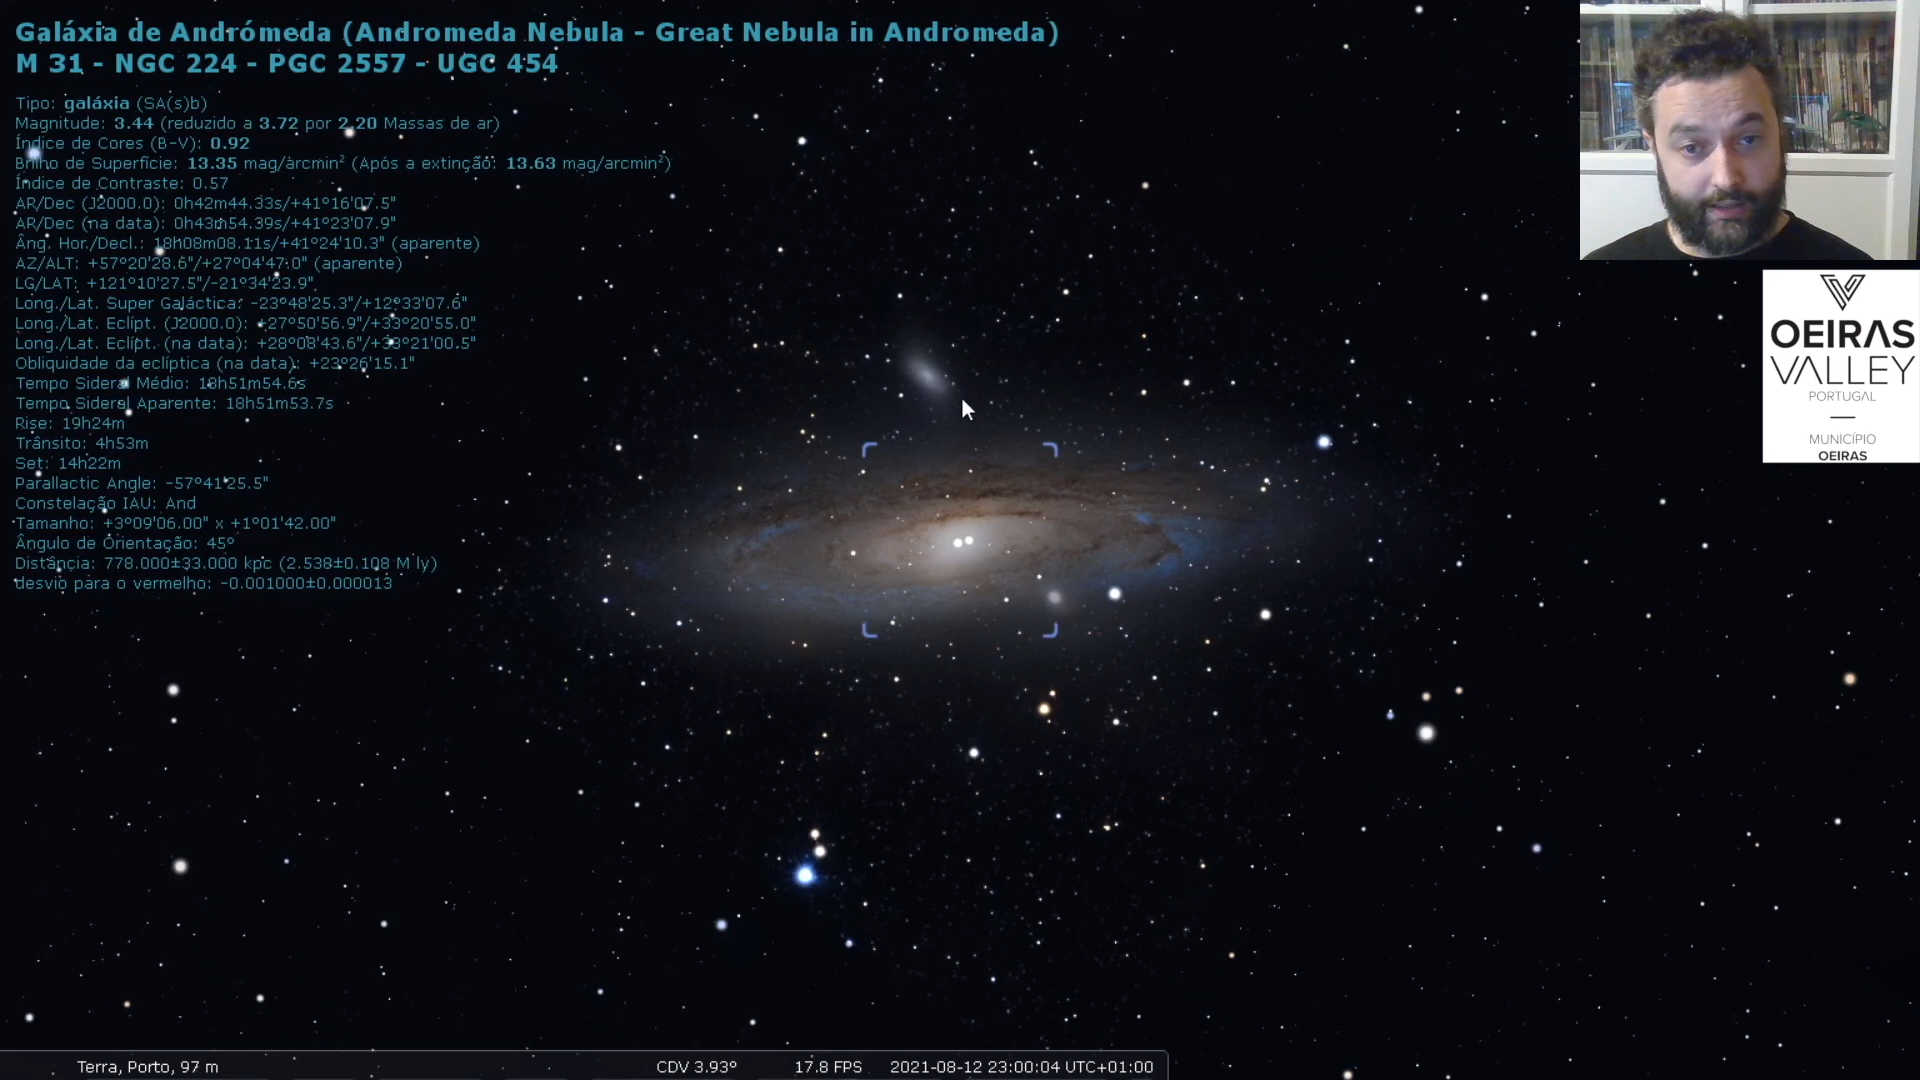 Galáxia de Andrómeda (Andromeda Nebula - Great Nebula in Andromeda)
M 31 - NGC 224 - PGC 2557 - UGC 454
Tipo: galáxia (SA(s)b)
Magnitude: 3.44 (reduzido a 3.72 por 2.20 Massas de ar)
Índice de Cores (B-V): 0.92
Brilho de Superfície: 13.35 mag/arcmin² (Após a extinção: 13.63 mag/arcmin²)
Índice de Contraste: 0.57
AR/Dec (J2000.0): 0h42m44.33s/+41°16'07.5"
AR/Dec (na data): 0h43m54.39s/+41°23'07.9"
Âng. Hor./Decl.: 18h08m08.11s/+41°24'10.3" (aparente)
AZ/ALT: +57°20'28.6"/+27°04'47.0" (aparente)
LG/LAT: +121°10'27.5"/-21°34'23.9"
Long./Lat. Super Galáctica: -23°48'25.3"/+12°33'07.6"
Long./Lat. Eclípt. (J2000.0): +27°50'56.9"/+33°20'55.0"
Long./Lat. Eclípt. (na data): +28°08'43.6"/+33°21'00.5"
Obliquidade da eclíptica (na data): +23°26'15.1"
Tempo Sideral Médio: 18h51m54.6s
Tempo Sideral Aparente: 18h51m53.7s
Rise: 19h24m
Trânsito: 4h53m
Set: 14h22m
Parallactic Angle: -57°41'25.5"
Constelação IAU: And
Tamanho: +3°09'06.00" x +1°01'42.00"
Ângulo de Orientação: 45°
Distância: 778.000±33.000 kpc (2.538±0.108 M ly)
desvio para o vermelho: -0.001000±0.000013
OEIRAS
VALLEY
PORTUGAL
MUNICÍPIO
OEIRAS
Terra, Porto, 97 m
CDV 3.93°
17.8 FPS
2021-08-12 23:00:04 UTC+01:00